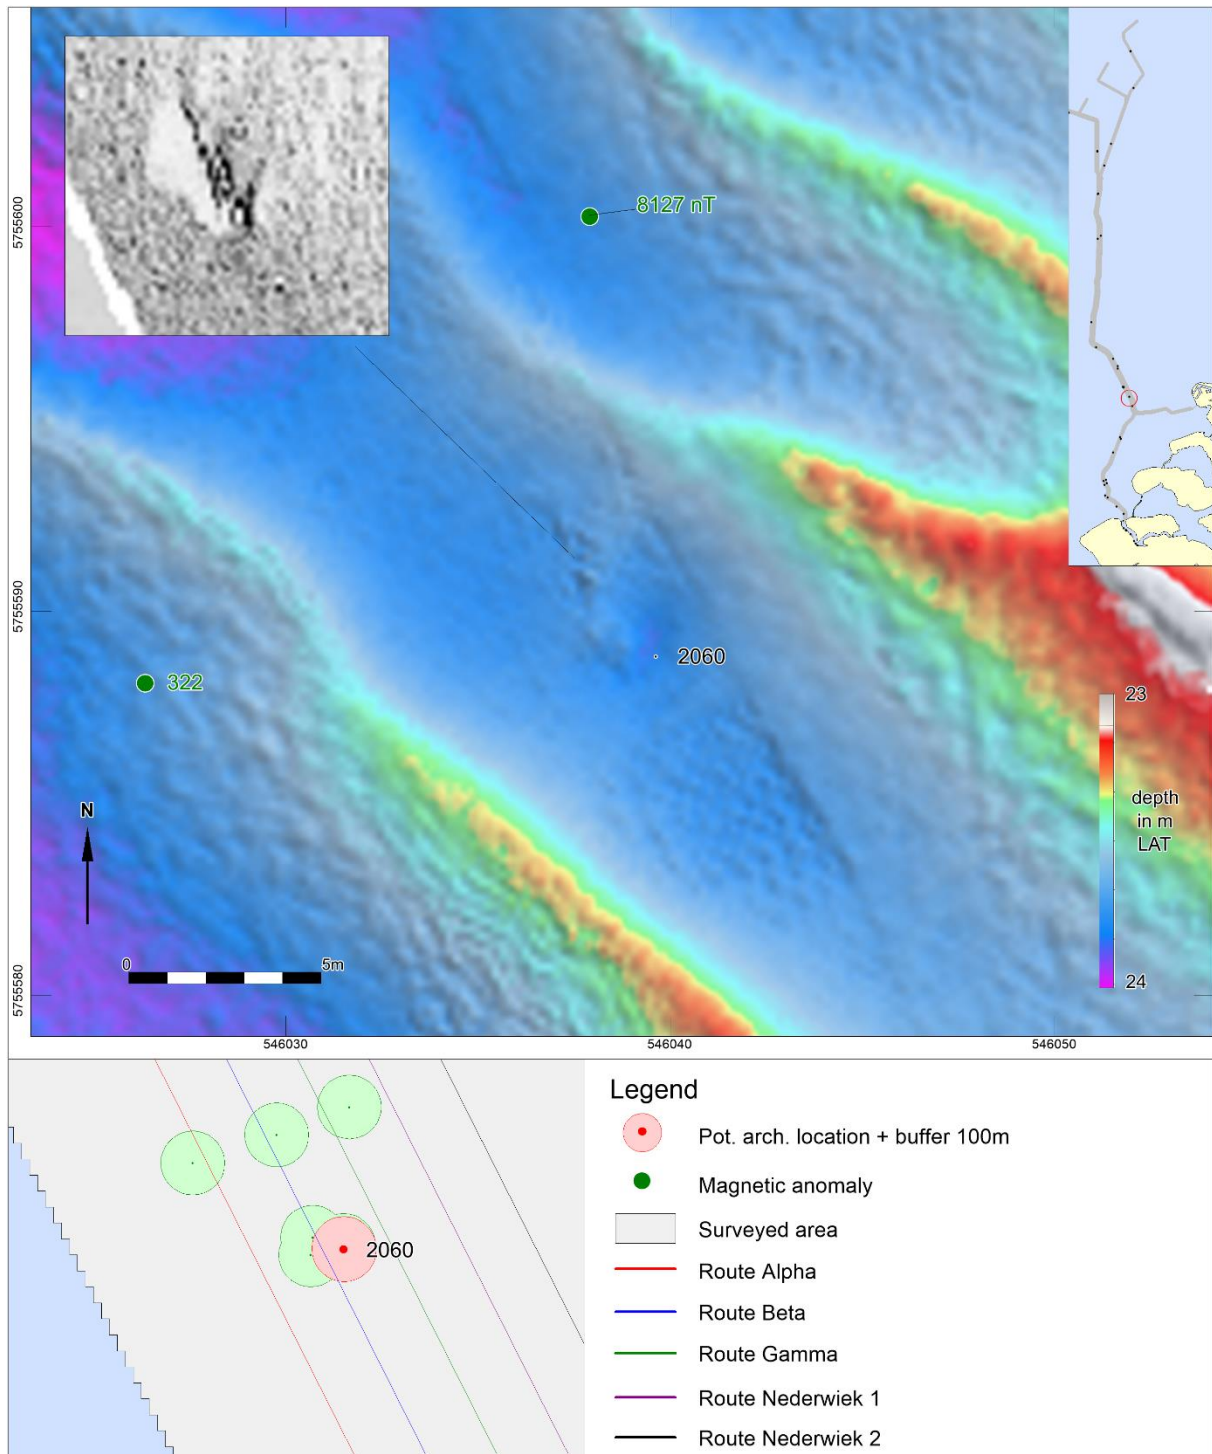 8127 nT
5755600
5755590
2060
322
23
depth
in m
LAT
N
0
5m
24
5755580
546030
546040
546050
2060
Legend
Pot. arch. location + buffer 100m
Magnetic anomaly
Surveyed area
Route Alpha
Route Beta
Route Gamma
Route Nederwiek 1
Route Nederwiek 2